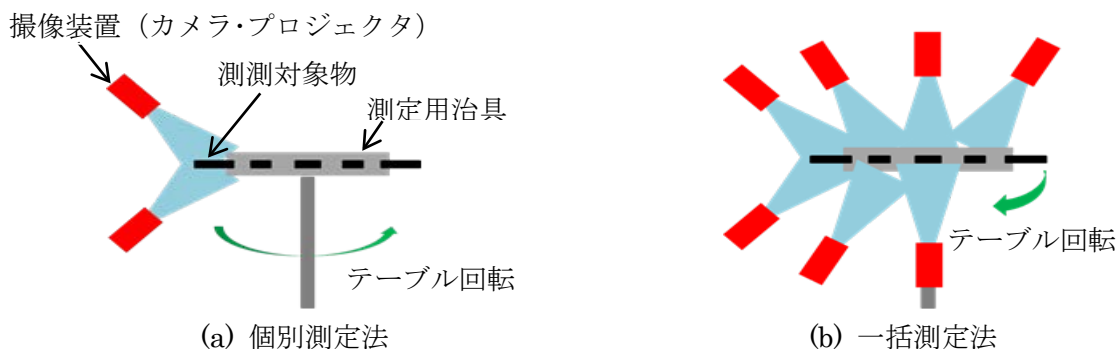 撮像装置（カメラ・プロジェクタ）
測測対象物
測定用治具
テーブル回転
(a) 個別測定法
テーブル回転
(b) 一括測定法